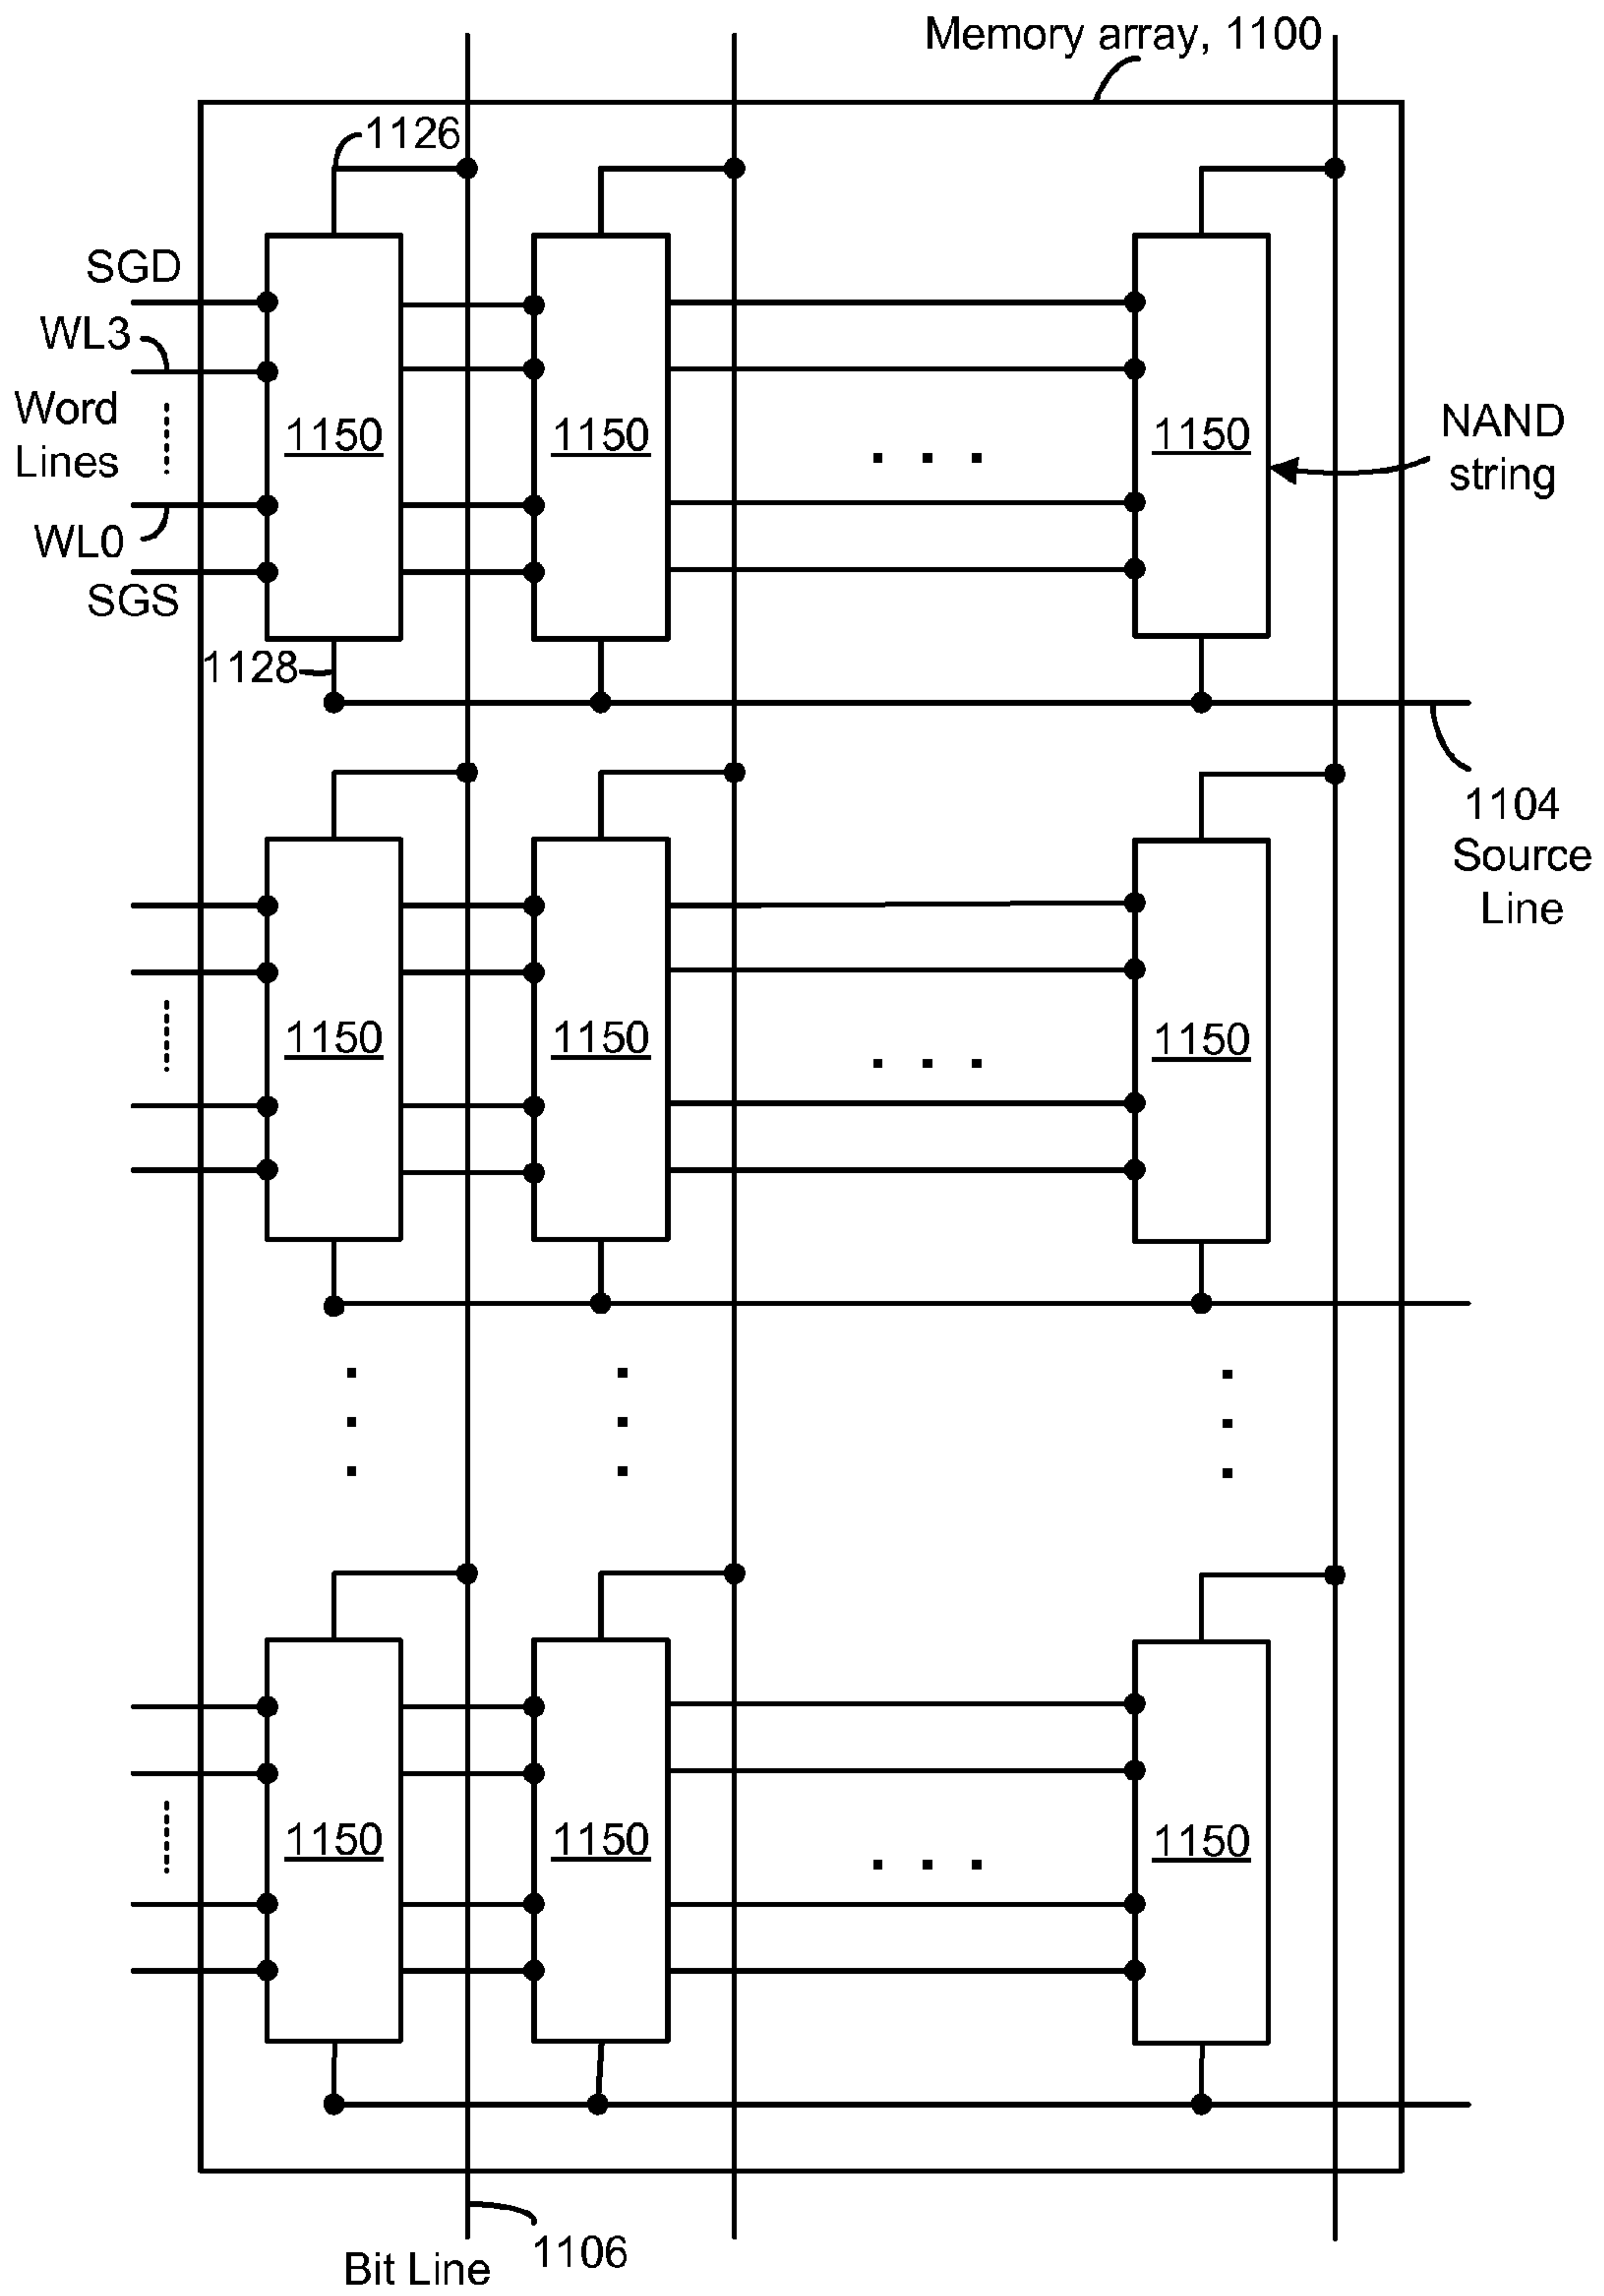 Memory array, 1100
1126
SGD
WL3
Word
Lines
WL0
SGS
1150
1150
. . .
1150
NAND
string
1128
1104
Source
Line
1150
1150
. . .
1150
1150
1150
. . .
1150
1106
Bit Line